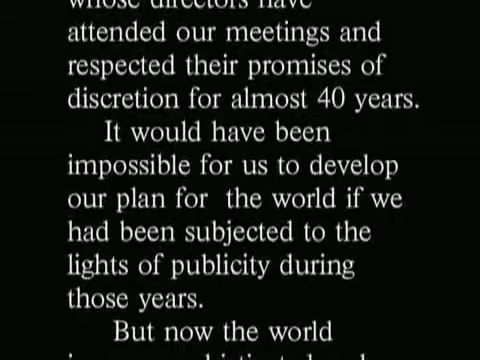 whose directors have
attended our meetings and
respected their promises of
discretion for almost 40 years.
It would have been
impossible for us to develop
our plan for the world if we
had been subjected to the
lights of publicity during
those years.
But now the world